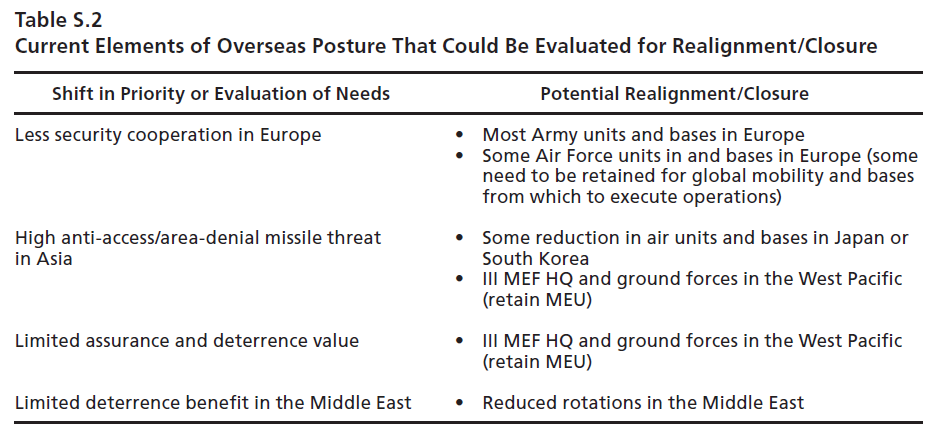 Table S.2
Current Elements of Overseas Posture That Could Be Evaluated for Realignment/Closure
Shift in Priority or Evaluation of Needs
Potential Realignment/Closure
Less security cooperation in Europe
• Most Army units and bases in Europe
• Some Air Force units in and bases in Europe (some
need to be retained for global mobility and bases
from which to execute operations)
High anti-access/area-denial missile threat
in Asia
• Some reduction in air units and bases in Japan or
South Korea
• III MEF HQ and ground forces in the West Pacific
(retain MEU)
Limited assurance and deterrence value
• III MEF HQ and ground forces in the West Pacific
(retain MEU)
Limited deterrence benefit in the Middle East
• Reduced rotations in the Middle East